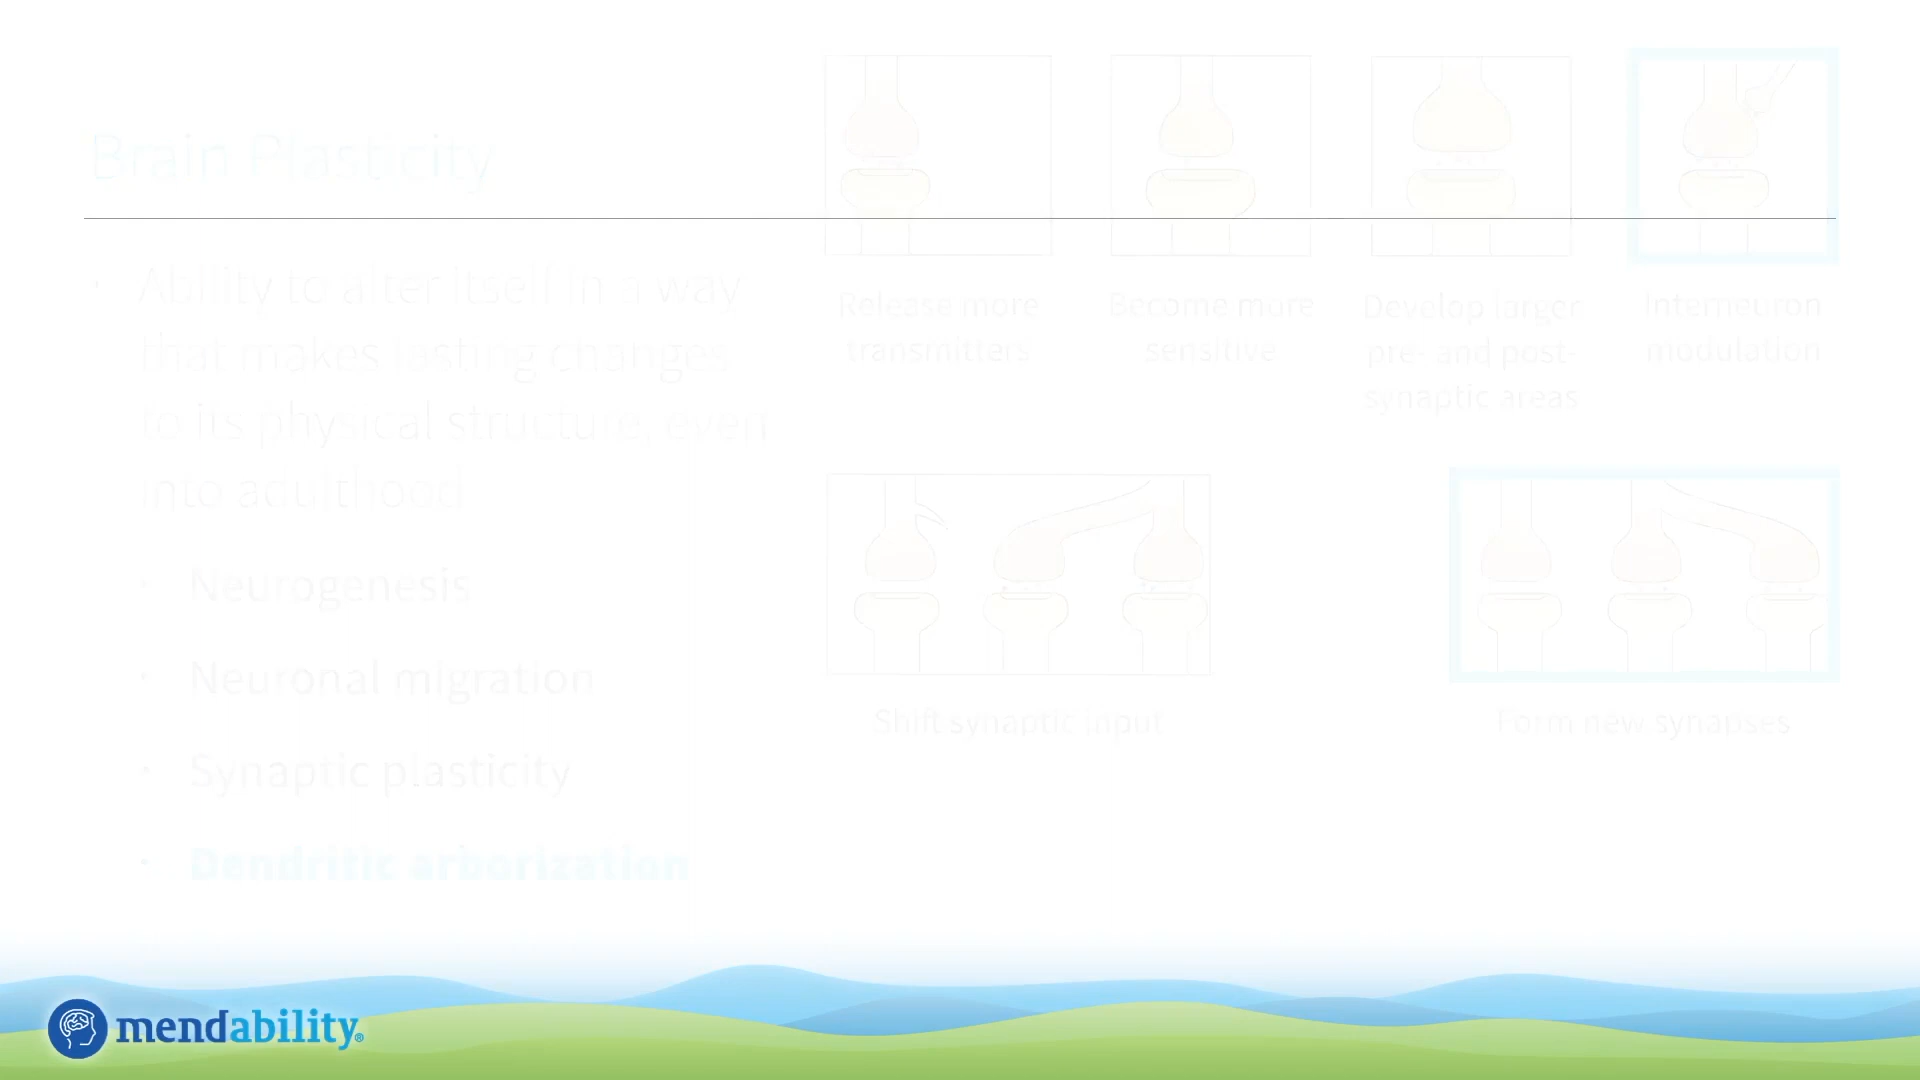 Brain Plasticity
Ability to alter itself in a way
that makes lasting changes
to its physical structure, even
into adulthood
Neurogenesis
Neuronal migration
Synaptic plasticity
Dendritic arborization
Release more
transmitters
Become more
sensitive
Develop larger
pre- and post-
synaptic areas
Interneuron
modulation
Shift synaptic input
Form new synapses
mendability®